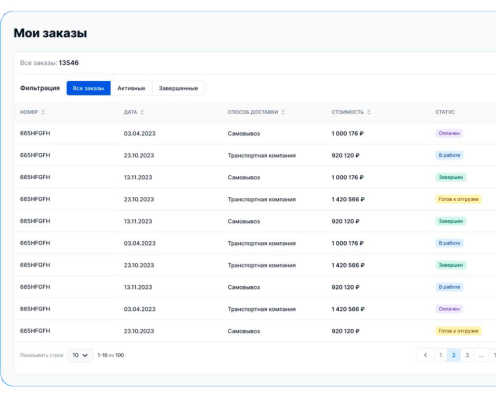 Мои заказы
Все заказы: 13546
Фильтрация Все заказы Активные Завершенные
НОМЕР ДАТА СПОСОБ ДОСТАВКИ СТОИМОСТЬ СТАТУС
665HFGFH 03.04.2023 Самовывоз 1 000 176 ₽ Оплачен
665HFGFH 23.10.2023 Транспортная компания 920 120 ₽ В работе
665HFGFH 13.11.2023 Самовывоз 1 000 176 ₽ Завершен
665HFGFH 23.10.2023 Транспортная компания 1 420 566 ₽ Готов к отгрузке
665HFGFH 13.11.2023 Самовывоз 920 120 ₽ Завершен
665HFGFH 03.04.2023 Транспортная компания 1 000 176 ₽ В работе
665HFGFH 23.10.2023 Транспортная компания 1 420 566 ₽ Завершен
665HFGFH 13.11.2023 Самовывоз 920 120 ₽ В работе
665HFGFH 03.04.2023 Транспортная компания 1 420 566 ₽ Оплачен
665HFGFH 23.10.2023 Самовывоз 920 120 ₽ Готов к отгрузке
Показывать строк 10 1-10 из 100 1 2 3 ... 1